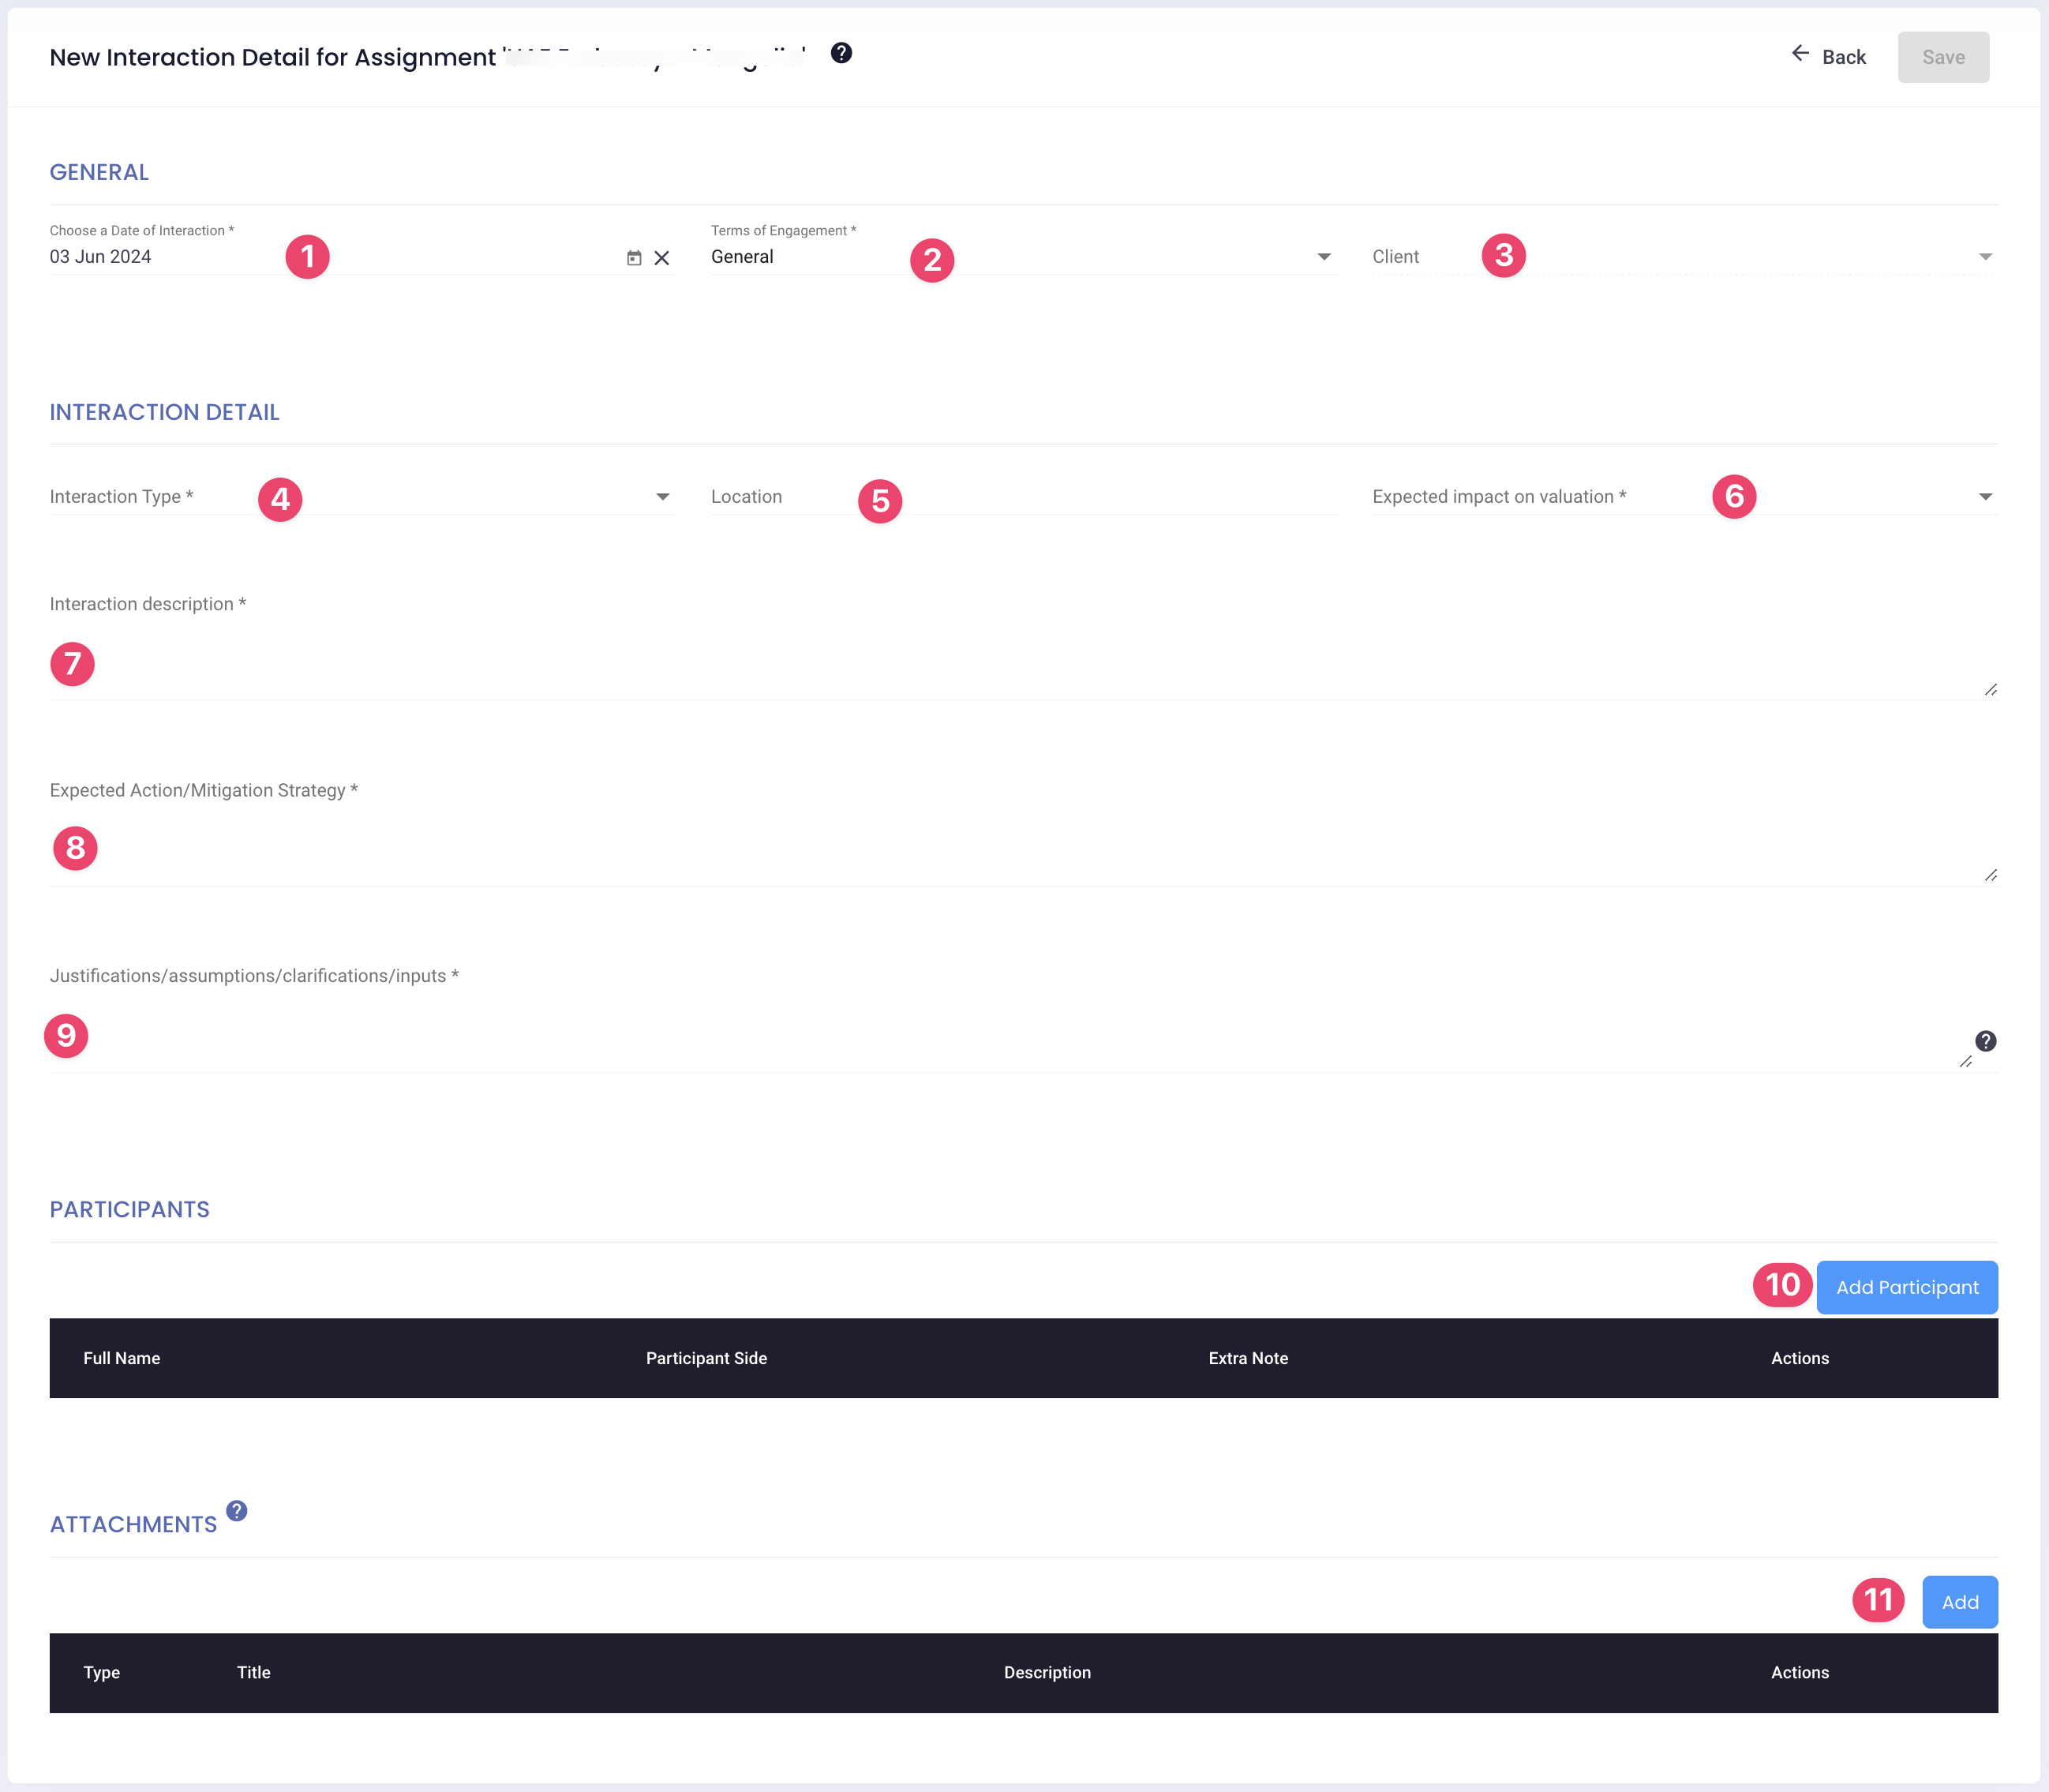 New Interaction Detail for Assignment ?
Back Save
GENERAL
Choose a Date of Interaction * Terms of Engagement *
03 Jun 2024 1 General 2 Client 3
INTERACTION DETAIL
Interaction Type * 4 Location 5 Expected impact on valuation * 6
Interaction description *
7
Expected Action/Mitigation Strategy *
8
Justifications/assumptions/clarifications/inputs *
9 ?
PARTICIPANTS
10 Add Participant
Full Name Participant Side Extra Note Actions
ATTACHMENTS ?
11 Add
Type Title Description Actions